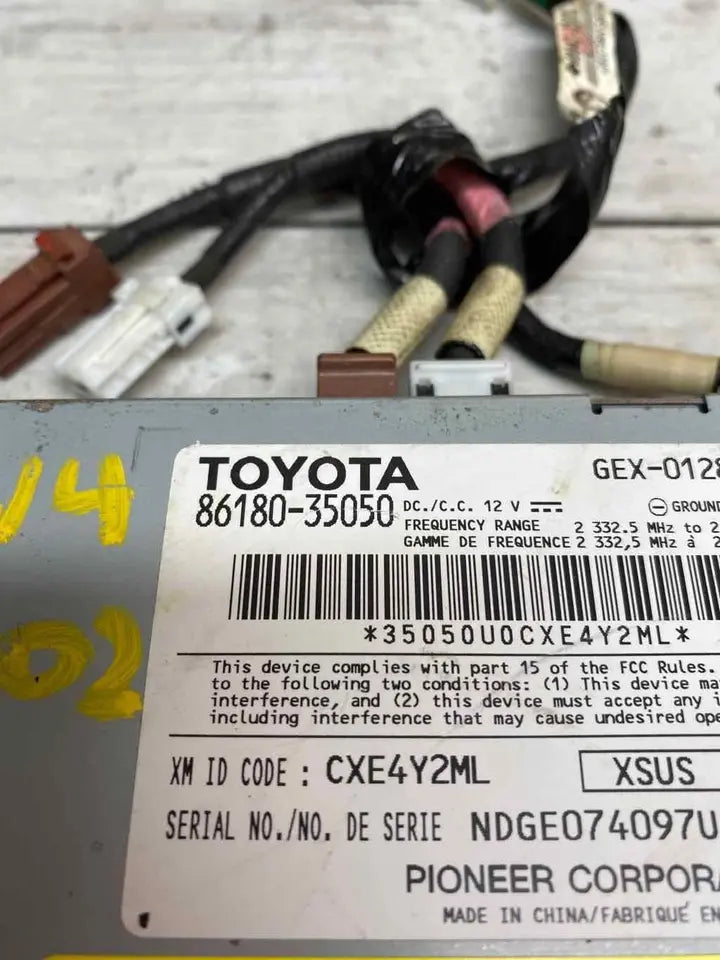 TOYOTA GEX-0128
86180-35050 DC./C.C. 12 V GROUND
FREQUENCY RANGE 2 332.5 MHz to 2
GAMME DE FREQUENCE 2 332,5 MHz à 2
*35050U0CXE4Y2ML*
This device complies with part 15 of the FCC Rules.
to the following two conditions: (1) This device ma
interference, and (2) this device must accept any i
including interference that may cause undesired ope
XM ID CODE : CXE4Y2ML XSUS
SERIAL NO./NO. DE SERIE NDGE074097U
PIONEER CORPORA
MADE IN CHINA/FABRIQUÉ EN
14
02